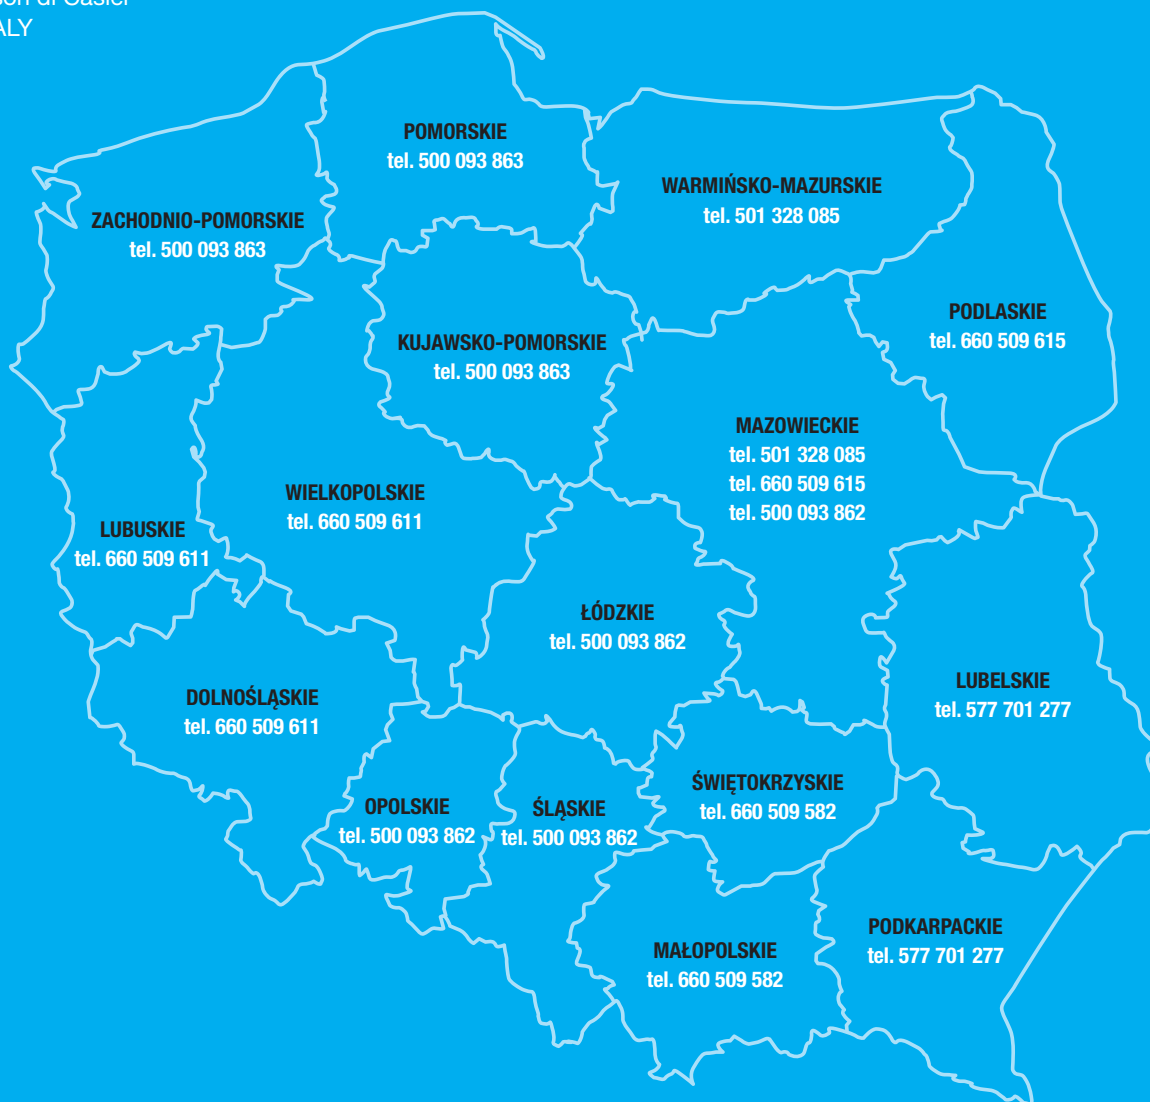 di Casier
POMORSKIE
tel. 500 093 863
WARMIŃSKO-MAZURSKIE
tel. 501 328 085
ZACHODNIO-POMORSKIE
tel. 500 093 863
PODLASKIE
tel. 660 509 615
KUJAWSKO-POMORSKIE
tel. 500 093 863
MAZOWIECKIE
tel. 501 328 085
tel. 660 509 615
tel. 500 093 862
WIELKOPOLSKIE
tel. 660 509 611
LUBUSKIE
tel. 660 509 611
ŁÓDZKIE
tel. 500 093 862
LUBELSKIE
tel. 577 701 277
DOLNOŚLĄSKIE
tel. 660 509 611
ŚWIĘTOKRZYSKIE
tel. 660 509 582
OPOLSKIE
tel. 500 093 862
ŚLĄSKIE
tel. 500 093 862
PODKARPACKIE
tel. 577 701 277
MAŁOPOLSKIE
tel. 660 509 582